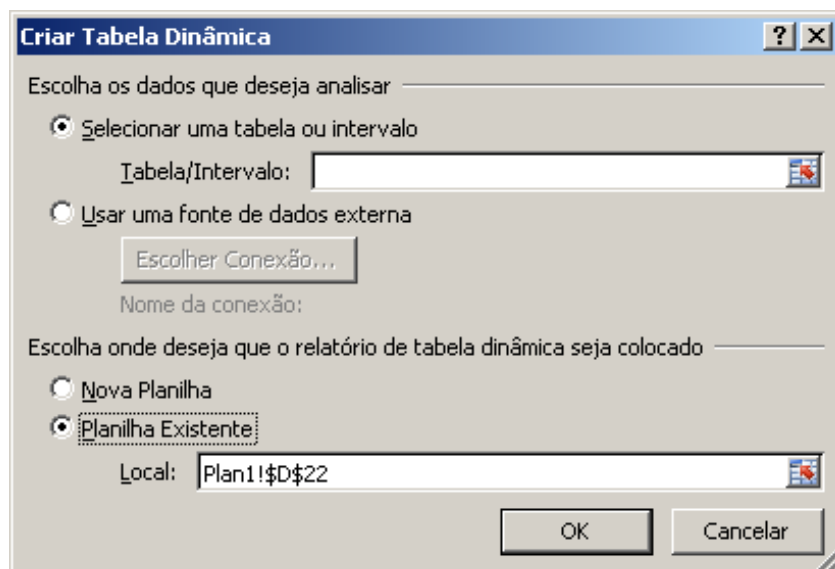 Criar Tabela Dinâmica
Escolha os dados que deseja analisar
Selecionar uma tabela ou intervalo
Tabela/Intervalo:
Usar uma fonte de dados externa
Escolher Conexão...
Nome da conexão:
Escolha onde deseja que o relatório de tabela dinâmica seja colocado
Nova Planilha
Planilha Existente
Local: Plan1!$D$22
OK Cancelar